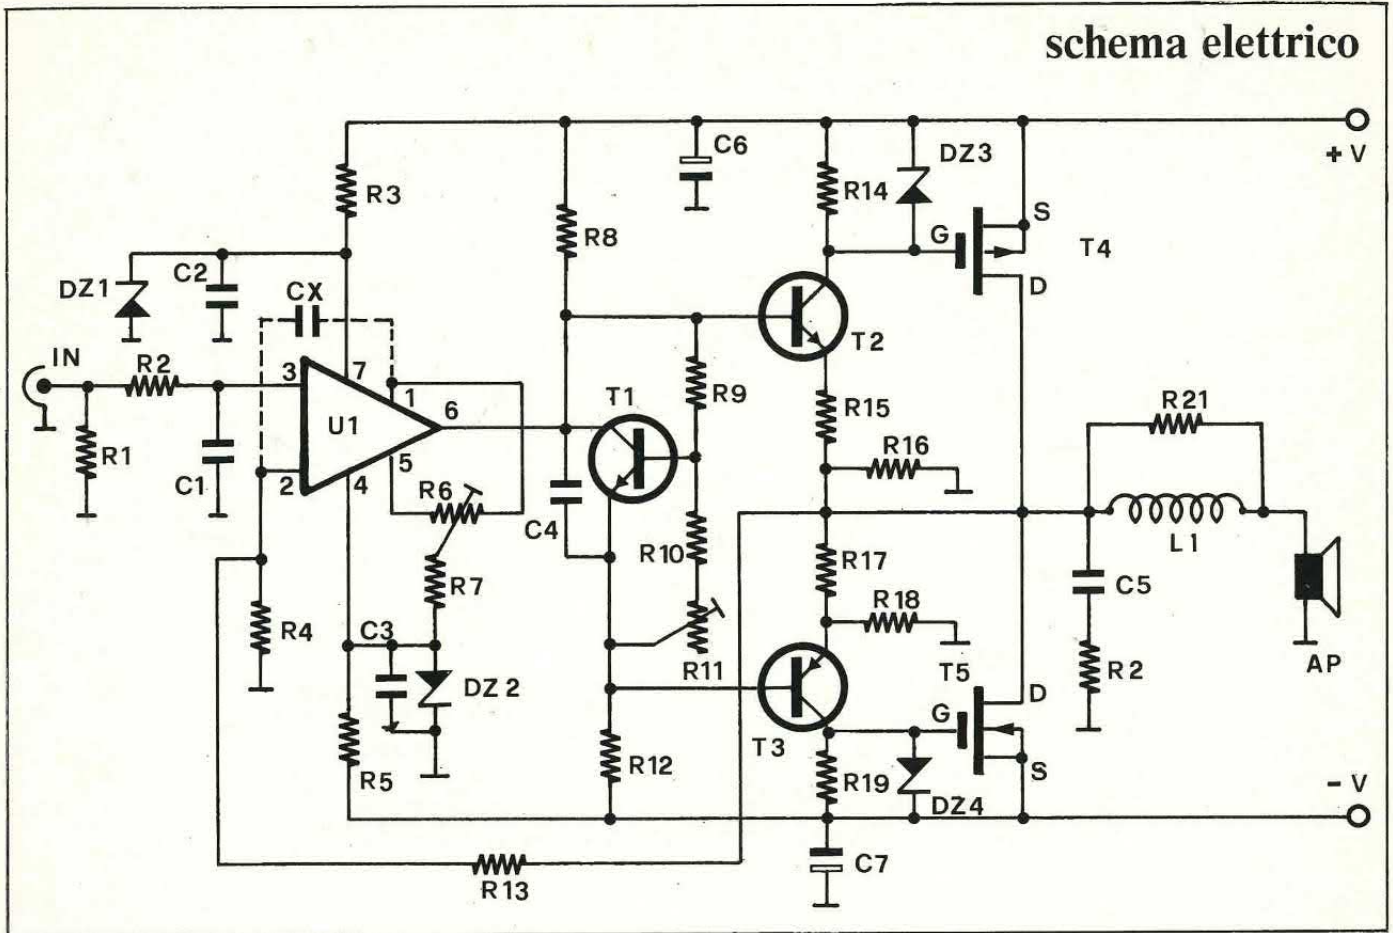 schema elettrico
+ V
C6
DZ3
R3
R14
S
G
T4
R8
C2
DZ1
CX
D
IN
R2
3
7
1
T2
6
T1
R9
R15
R21
U1
R1
5
R16
C1
2
4
R6
C4
L1
R10
R17
C5
R7
R18
R4
C3
R11
T5
R2
AP
DZ2
D
G
T3
R5
R12
R19
S
DZ4
- V
R13
C7